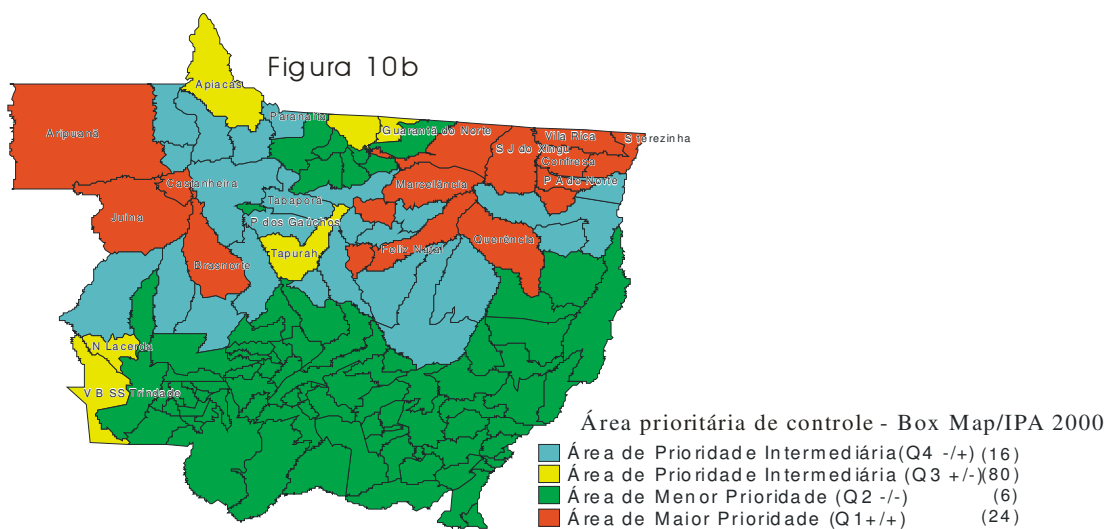 Figura 10b
Apiacás
Paranaíta
Guarantã do Norte
Aripuanã
Vila Rica
S terezinha
S J do Xingu
Confresa
Castanheira
Marcelância
P A do Norte
Tabaporã
Juína
P dos Gaúchos
Querência
Feliz Natal
Tapurah
Brasnorte
N Lacerda
V B SS Trindade
Área prioritária de controle - Box Map/IPA 2000
Área de Prioridade Intermediária(Q4 -/+) (16)
Área de Prioridade Intermediária (Q3 +/-)(80)
Área de Menor Prioridade (Q2 -/-) (6)
Área de Maior Prioridade (Q1+/+) (24)